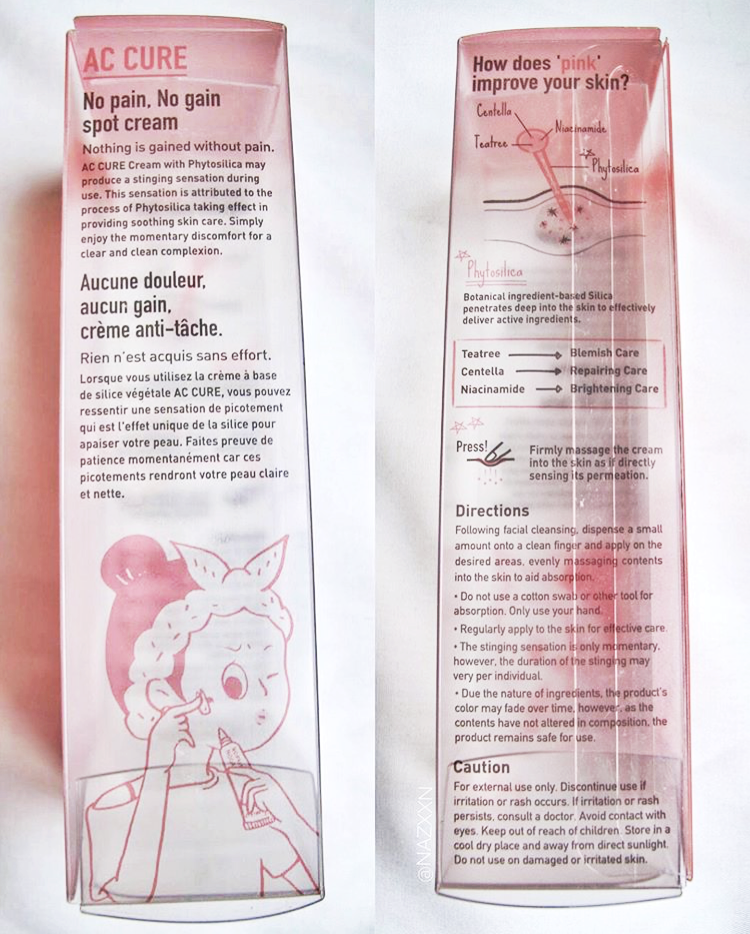 AC CURE
No pain, No gain
spot cream
Nothing is gained without pain.
AC CURE Cream with Phytosilica may
produce a stinging sensation during
use. This sensation is attributed to the
process of Phytosilica taking effect in
providing soothing skin care. Simply
enjoy the momentary discomfort for a
clear and clean complexion.
Aucune douleur,
aucun gain,
crème anti-tâche.
Rien n'est acquis sans effort.
Lorsque vous utilisez la crème à base
de silice végétale AC CURE, vous pouvez
ressentir une sensation de picotement
qui est l'effet unique de la silice pour
apaiser votre peau. Faites preuve de
patience momentanément car ces
picotements rendront votre peau claire
et nette.
How does 'pink'
improve your skin?
Centella
Niacinamide
Teatree
Phytosilica
Phytosilica
Botanical ingredient-based Silica
penetrates deep into the skin to effectively
deliver active ingredients.
Teatree → Blemish Care
Centella → Repairing Care
Niacinamide → Brightening Care
Press!
Firmly massage the cream
into the skin as if directly
sensing its permeation.
Directions
Following facial cleansing, dispense a small
amount onto a clean finger and apply on the
desired areas, evenly massaging contents
into the skin to aid absorption.
• Do not use a cotton swab or other tool for
absorption. Only use your hand.
• Regularly apply to the skin for effective care.
• The stinging sensation is only momentary,
however, the duration of the stinging may
very per individual.
• Due the nature of ingredients, the product's
color may fade over time, however, as the
contents have not altered in composition, the
product remains safe for use.
Caution
For external use only. Discontinue use if
irritation or rash occurs. If irritation or rash
persists, consult a doctor. Avoid contact with
eyes. Keep out of reach of children. Store in a
cool dry place and away from direct sunlight.
Do not use on damaged or irritated skin.
@NAZXXN